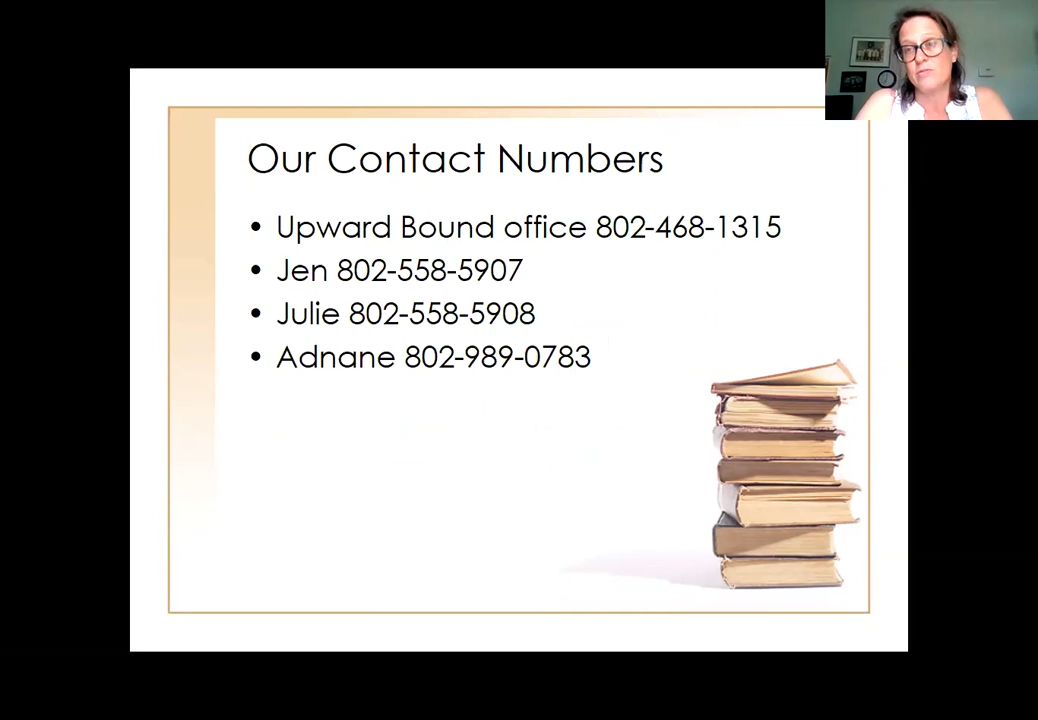 Our Contact Numbers
• Upward Bound office 802-468-1315
• Jen 802-558-5907
• Julie 802-558-5908
• Adnane 802-989-0783